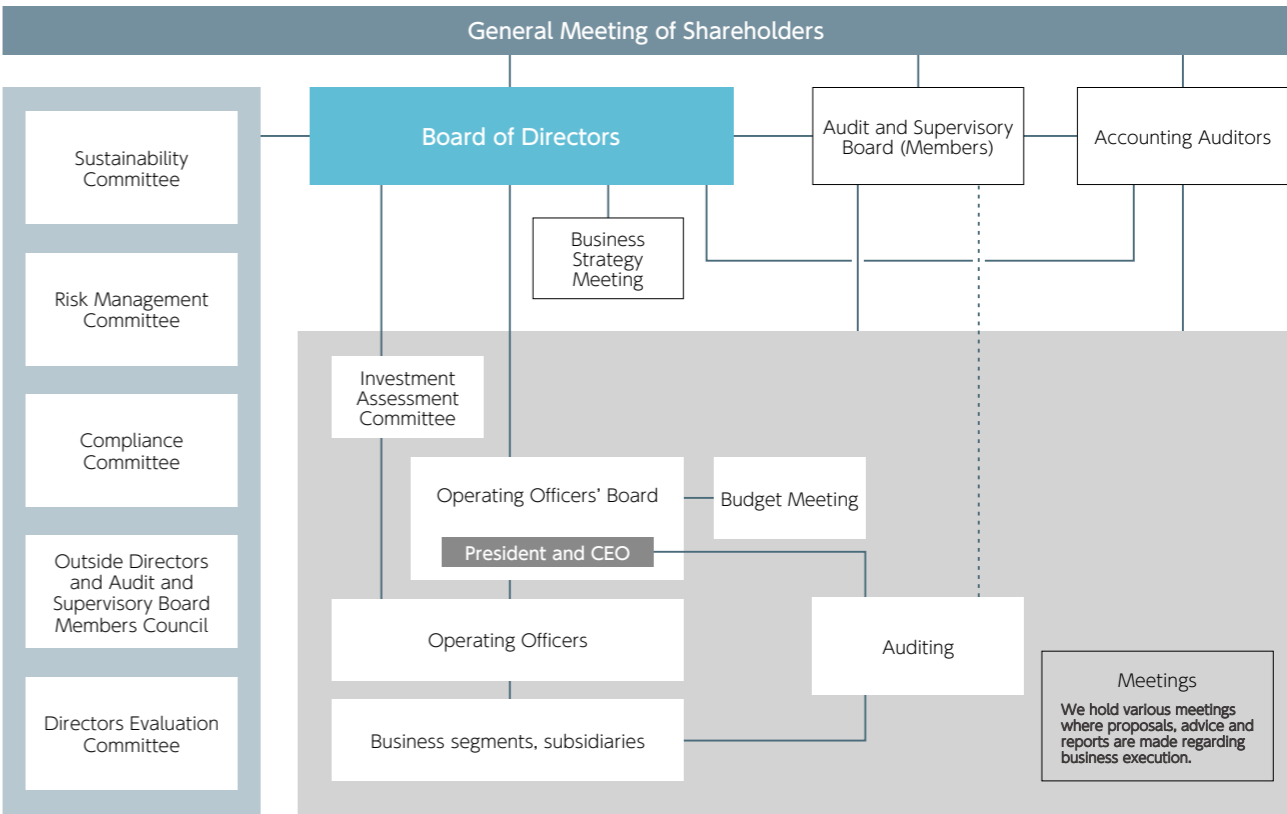 General Meeting of Shareholders
Sustainability
Committee
Risk Management
Committee
Compliance
Committee
Outside Directors
and Audit and
Supervisory Board
Members Council
Directors Evaluation
Committee
Board of Directors
Audit and Supervisory
Board (Members)
Accounting Auditors
Business
Strategy
Meeting
Investment
Assessment
Committee
Operating Officers’ Board
President and CEO
Budget Meeting
Operating Officers
Auditing
Business segments, subsidiaries
Meetings
We hold various meetings
where proposals, advice and
reports are made regarding
business execution.